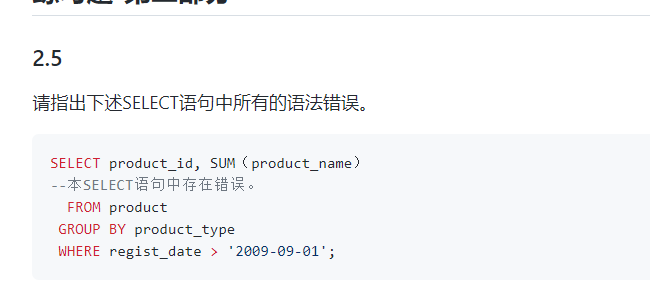 2.5
请指出下述SELECT语句中所有的语法错误。
SELECT product_id, SUM（product_name）
--本SELECT语句中存在错误。
FROM product
GROUP BY product_type
WHERE regist_date > '2009-09-01';